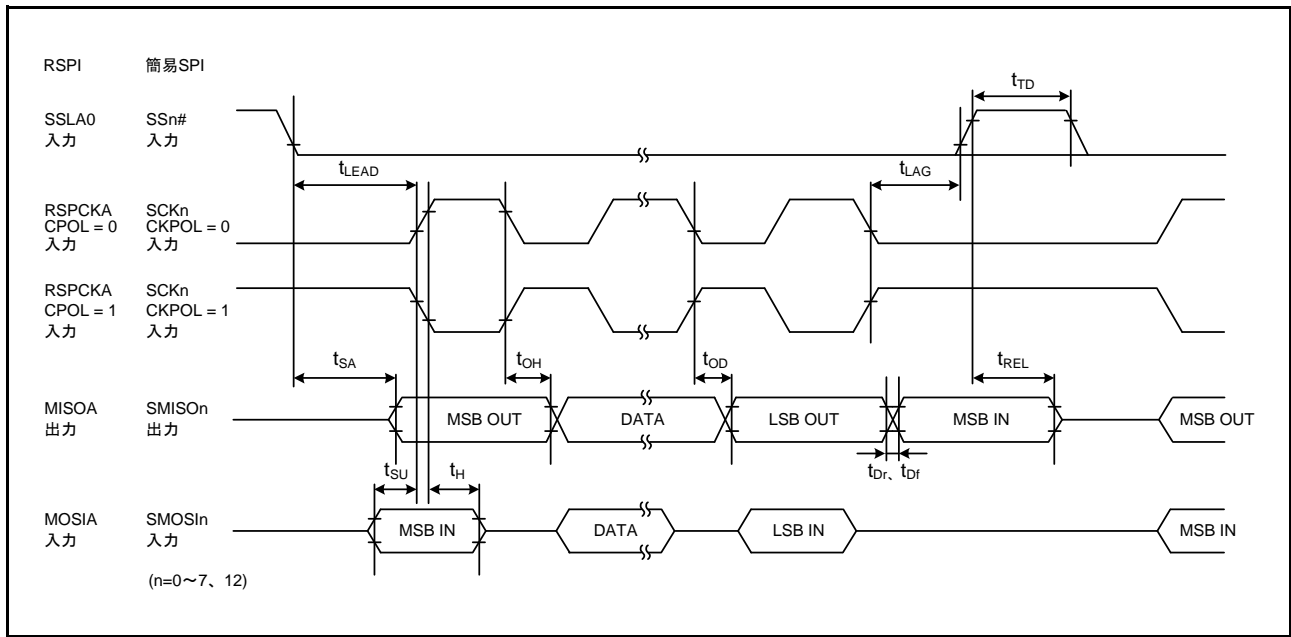 RSPI 簡易SPI
SSLA0 SSn#
入力 入力
tTD
tLEAD
tLAG
RSPCKA SCKn
CPOL = 0 CKPOL = 0
入力 入力
RSPCKA SCKn
CPOL = 1 CKPOL = 1
入力 入力
tSA
tOH
tOD
tREL
MISOA SMISOn
出力 出力
MSB OUT DATA LSB OUT MSB IN MSB OUT
tSU
tH
tDr、tDf
MOSIA SMOSIn
入力 入力
MSB IN DATA LSB IN MSB IN
(n=0～7、12)